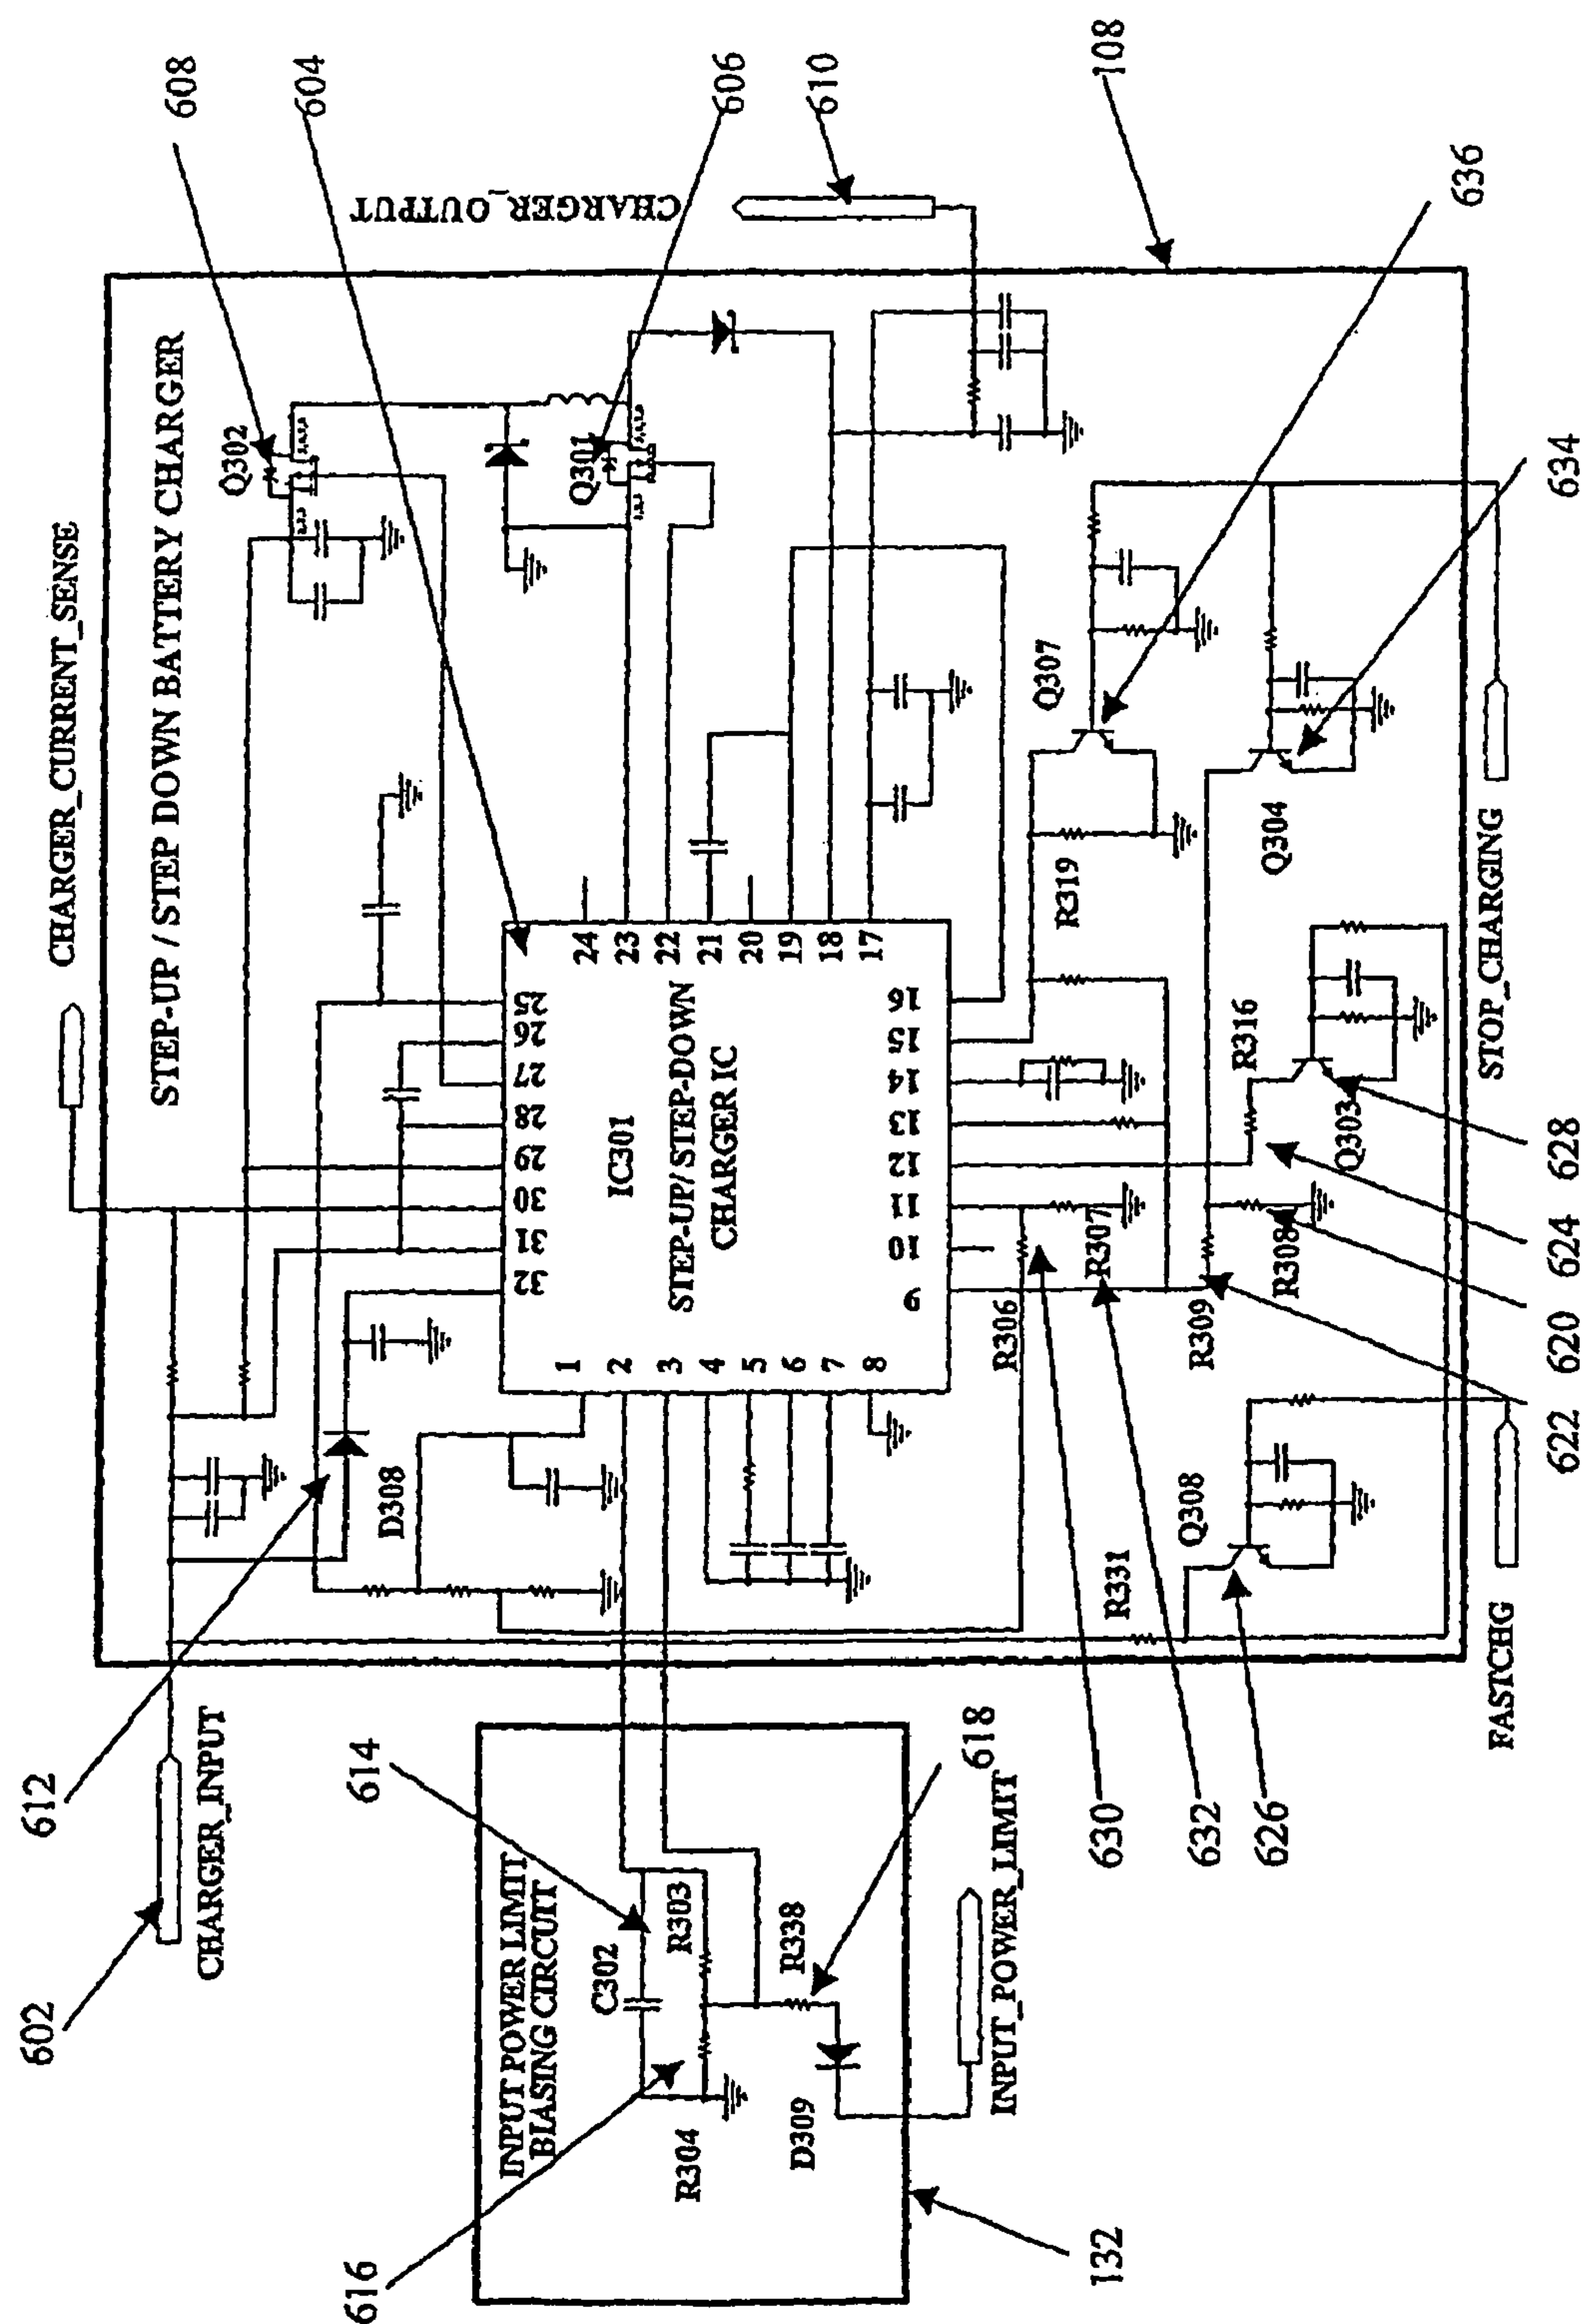 602
CHARGER_INPUT
612
CHARGER_CURRENT_SENSE
608
604
606
610
CHARGER_OUTPUT
108
636
634
STEP-UP / STEP DOWN BATTERY CHARGER
Q302
Q301
D308
32
31
30
29
28
27
26
25
1
2
3
4
5
6
7
8
IC301
STEP-UP/ STEP-DOWN
CHARGER IC
24
23
22
21
20
19
18
17
9
10
11
12
13
14
15
16
R306
R307
R319
Q307
R309
R308
R316
Q303
Q304
R331
Q308
FASTCHG
STOP_CHARGING
622
620
624
628
630
632
626
INPUT POWER LIMIT
BIASING CIRCUIT
614
C302
R303
616
R304
R338
618
D309
INPUT_POWER_LIMIT
132